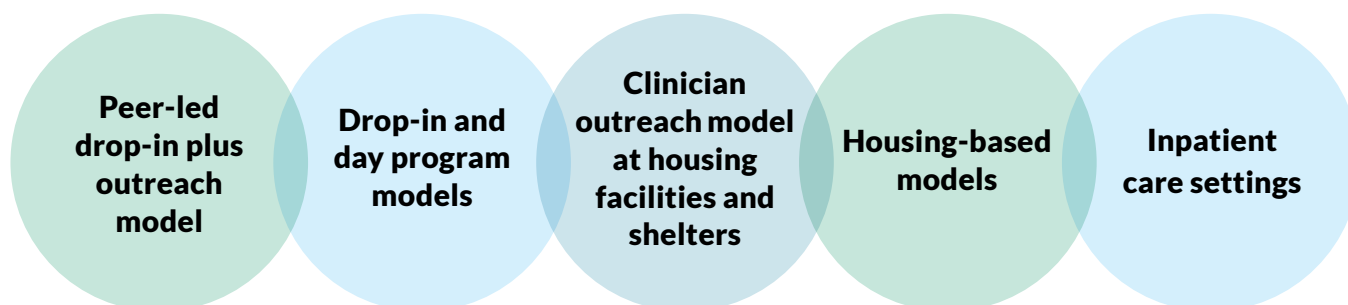 Peer-led
drop-in plus
outreach
model
Drop-in and
day program
models
Clinician
outreach model
at housing
facilities and
shelters
Housing-based
models
Inpatient
care settings